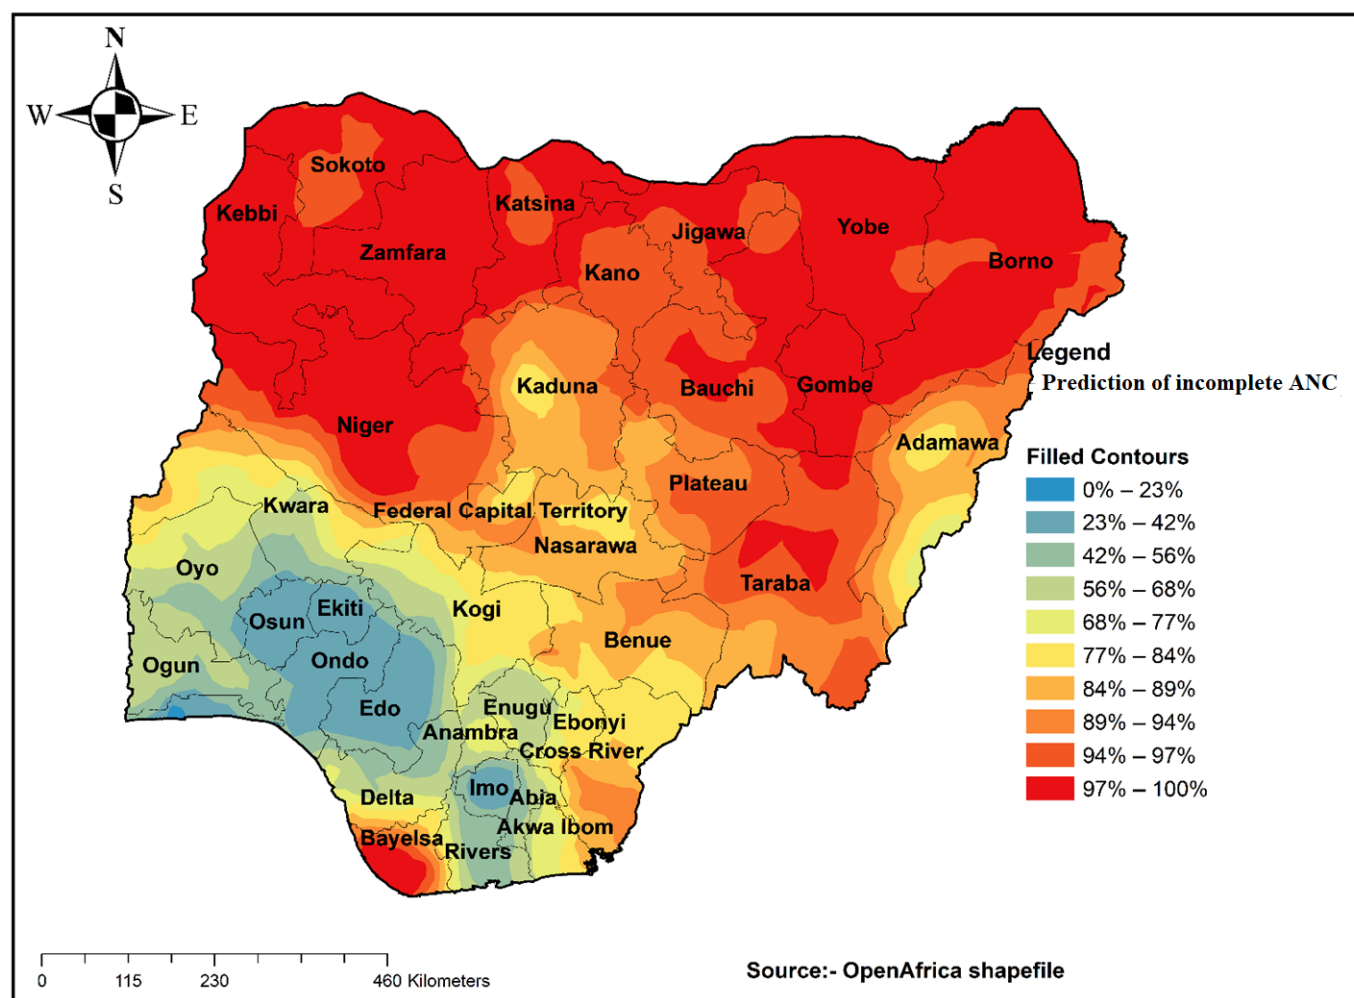 N
W E
S
Sokoto
Katsina
Kebbi
Jigawa
Yobe
Zamfara
Kano
Borno
Legend
Prediction of incomplete ANC
Kaduna
Bauchi
Gombe
Niger
Adamawa
Filled Contours
0% – 23%
23% – 42%
42% – 56%
56% – 68%
68% – 77%
77% – 84%
84% – 89%
89% – 94%
94% – 97%
97% – 100%
Plateau
Kwara
Federal Capital Territory
Nasarawa
Oyo
Taraba
Ekiti
Kogi
Osun
Benue
Ondo
Ogun
Edo
Enugu
Ebonyi
Anambra
Cross River
Imo
Abia
Delta
Akwa Ibom
Bayelsa
Rivers
0 115 230 460 Kilometers
Source:- OpenAfrica shapefile